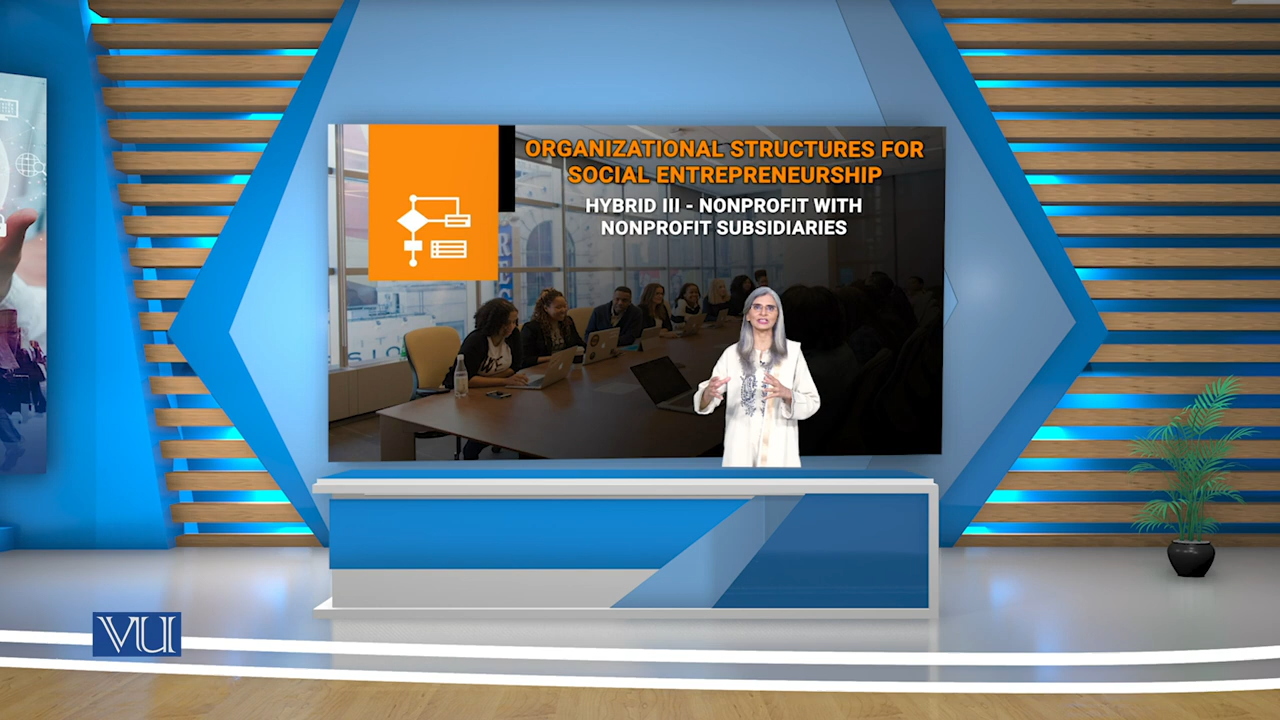 ORGANIZATIONAL STRUCTURES FOR
SOCIAL ENTREPRENEURSHIP
HYBRID III - NONPROFIT WITH
NONPROFIT SUBSIDIARIES
VU